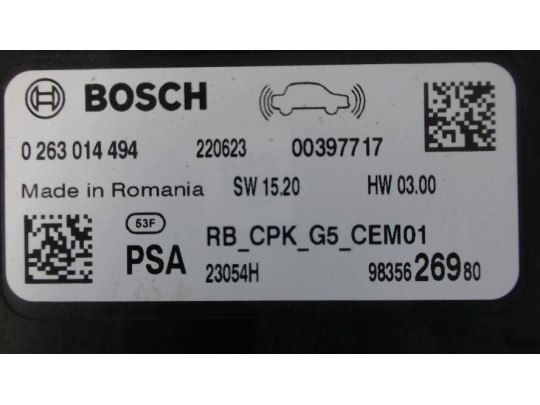 BOSCH
0 263 014 494 220623 00397717
Made in Romania SW 15.20 HW 03.00
53F
PSA RB_CPK_G5_CEM01
23054H 98356 269 80